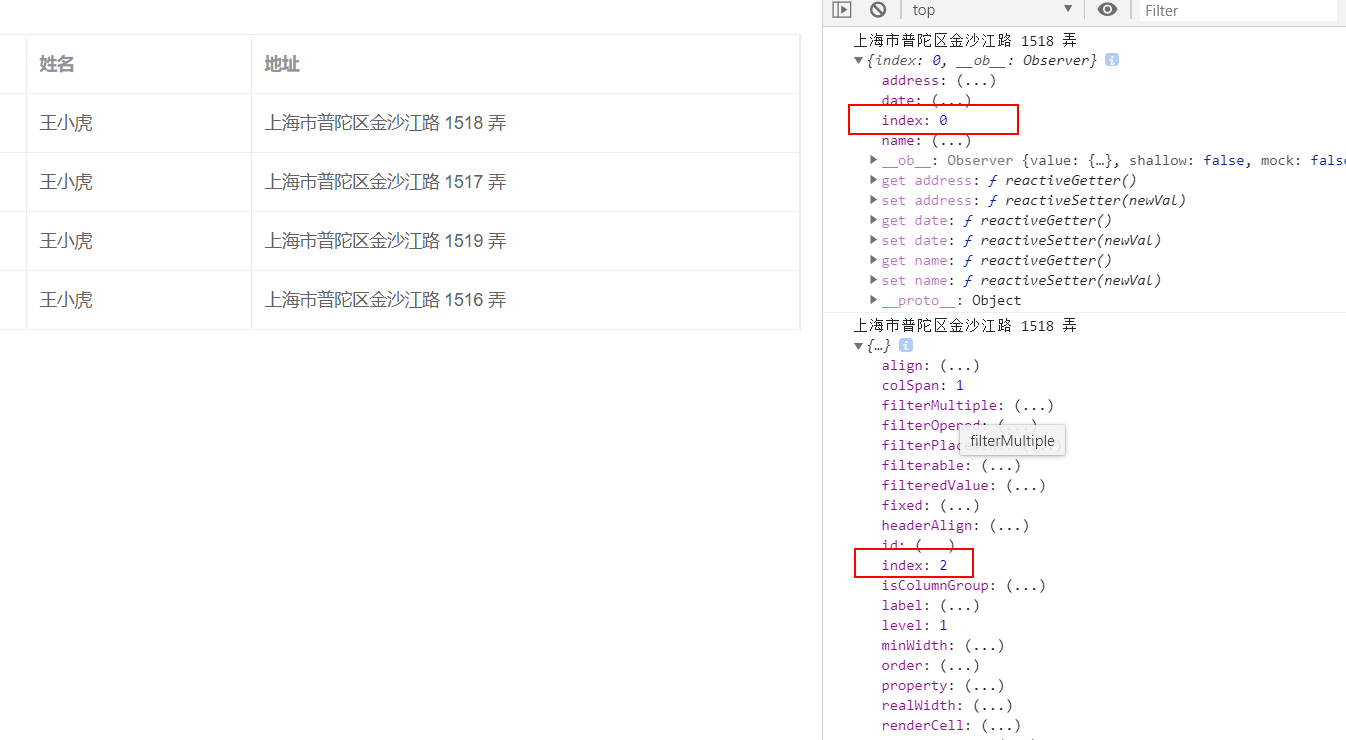 姓名 地址
王小虎 上海市普陀区金沙江路 1518 弄
王小虎 上海市普陀区金沙江路 1517 弄
王小虎 上海市普陀区金沙江路 1519 弄
王小虎 上海市普陀区金沙江路 1516 弄
top Filter
上海市普陀区金沙江路 1518 弄
{index: 0, __ob__: Observer}
address: (...)
date: (...)
index: 0
name: (...)
__ob__: Observer {value: {…}, shallow: false, mock: false
get address: ƒ reactiveGetter()
set address: ƒ reactiveSetter(newVal)
get date: ƒ reactiveGetter()
set date: ƒ reactiveSetter(newVal)
get name: ƒ reactiveGetter()
set name: ƒ reactiveSetter(newVal)
__proto__: Object
上海市普陀区金沙江路 1518 弄
{…}
align: (...)
colSpan: 1
filterMultiple: (...)
filterOpened: (...)
filterMultiple
filterable: (...)
filteredValue: (...)
fixed: (...)
headerAlign: (...)
id: (...)
index: 2
isColumnGroup: (...)
label: (...)
level: 1
minWidth: (...)
order: (...)
property: (...)
realWidth: (...)
renderCell: (...)